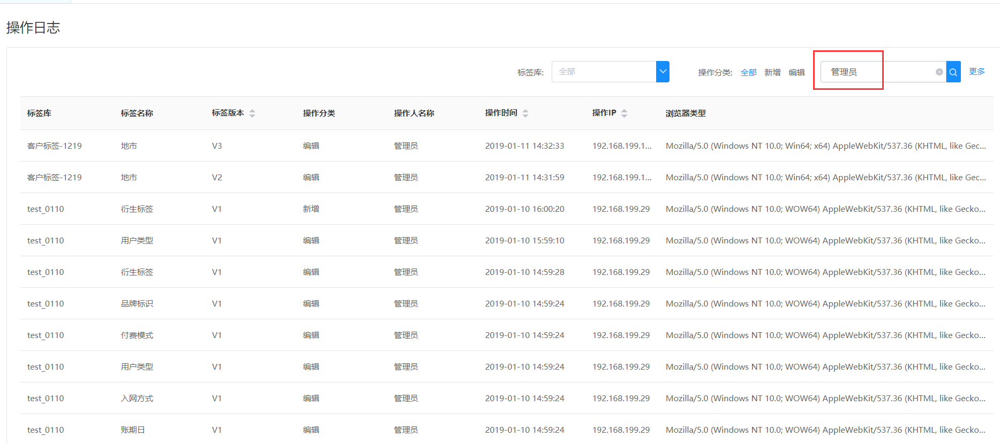 操作日志
标签库: 全部 操作分类: 全部 新增 编辑 管理员 更多
标签库 标签名称 标签版本 操作分类 操作人名称 操作时间 操作IP 浏览器类型
客户标签-1219 地市 V3 编辑 管理员 2019-01-11 14:32:33 192.168.199.1... Mozilla/5.0 (Windows NT 10.0; Win64; x64) AppleWebKit/537.36 (KHTML, like Gec...
客户标签-1219 地市 V2 编辑 管理员 2019-01-11 14:31:59 192.168.199.1... Mozilla/5.0 (Windows NT 10.0; Win64; x64) AppleWebKit/537.36 (KHTML, like Gec...
test_0110 衍生标签 V1 新增 管理员 2019-01-10 16:00:20 192.168.199.29 Mozilla/5.0 (Windows NT 10.0; WOW64) AppleWebKit/537.36 (KHTML, like Gecko...
test_0110 用户类型 V1 编辑 管理员 2019-01-10 15:59:10 192.168.199.29 Mozilla/5.0 (Windows NT 10.0; WOW64) AppleWebKit/537.36 (KHTML, like Gecko...
test_0110 衍生标签 V1 编辑 管理员 2019-01-10 14:59:28 192.168.199.29 Mozilla/5.0 (Windows NT 10.0; WOW64) AppleWebKit/537.36 (KHTML, like Gecko...
test_0110 品牌标识 V1 编辑 管理员 2019-01-10 14:59:24 192.168.199.29 Mozilla/5.0 (Windows NT 10.0; WOW64) AppleWebKit/537.36 (KHTML, like Gecko...
test_0110 付费模式 V1 编辑 管理员 2019-01-10 14:59:24 192.168.199.29 Mozilla/5.0 (Windows NT 10.0; WOW64) AppleWebKit/537.36 (KHTML, like Gecko...
test_0110 用户类型 V1 编辑 管理员 2019-01-10 14:59:24 192.168.199.29 Mozilla/5.0 (Windows NT 10.0; WOW64) AppleWebKit/537.36 (KHTML, like Gecko...
test_0110 入网方式 V1 编辑 管理员 2019-01-10 14:59:24 192.168.199.29 Mozilla/5.0 (Windows NT 10.0; WOW64) AppleWebKit/537.36 (KHTML, like Gecko...
test_0110 账期日 V1 编辑 管理员 2019-01-10 14:59:24 192.168.199.29 Mozilla/5.0 (Windows NT 10.0; WOW64) AppleWebKit/537.36 (KHTML, like Gecko...